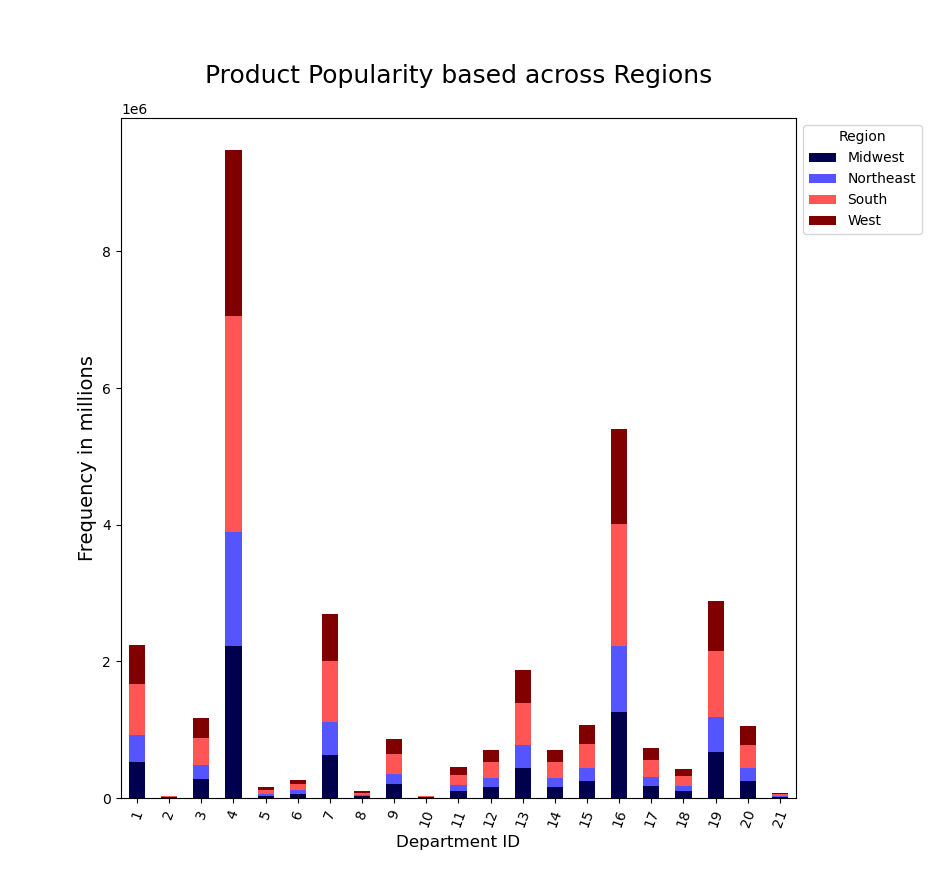 Product Popularity based across Regions
1e6
Region
Midwest
Northeast
South
West
8
6
4
2
0
Frequency in millions
1 2 3 4 5 6 7 8 9 10 11 12 13 14 15 16 17 18 19 20 21
Department ID